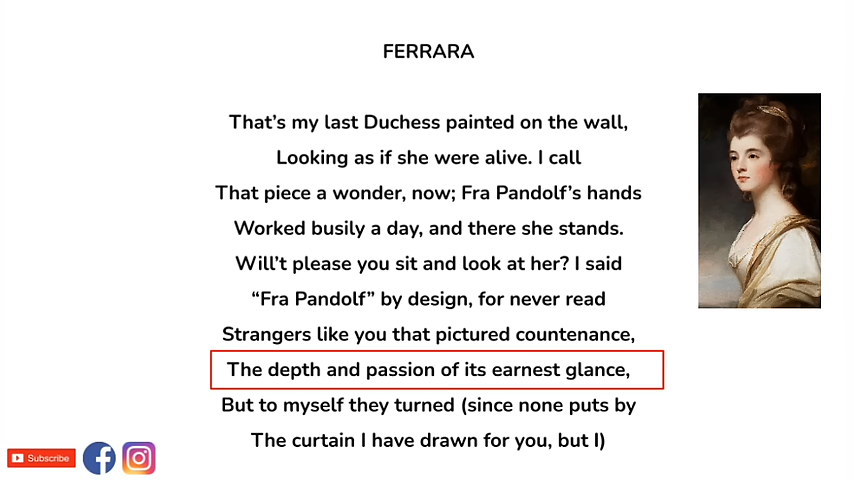 FERRARA
That's my last Duchess painted on the wall,
Looking as if she were alive. I call
That piece a wonder, now; Fra Pandolf's hands
Worked busily a day, and there she stands.
Will't please you sit and look at her? I said
“Fra Pandolf” by design, for never read
Strangers like you that pictured countenance,
The depth and passion of its earnest glance,
But to myself they turned (since none puts by
The curtain I have drawn for you, but I)
Subscribe